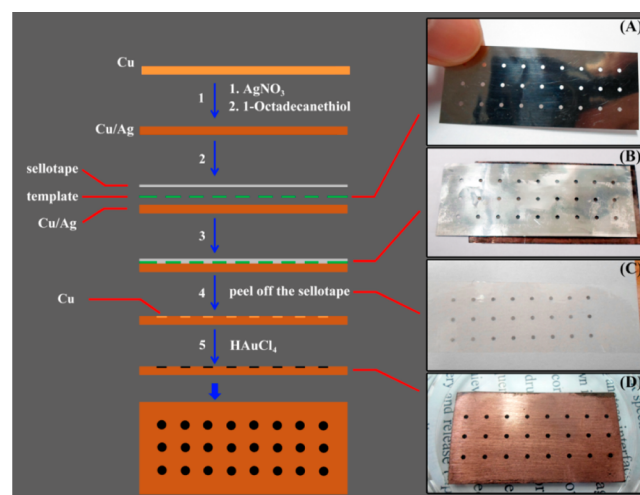 Cu
1
1. AgNO₃
2. 1-Octadecanethiol
Cu/Ag
2
sellotape
template
Cu/Ag
3
4
peel off the sellotape
Cu
5
HAuCl₄
(A)
(B)
(C)
(D)